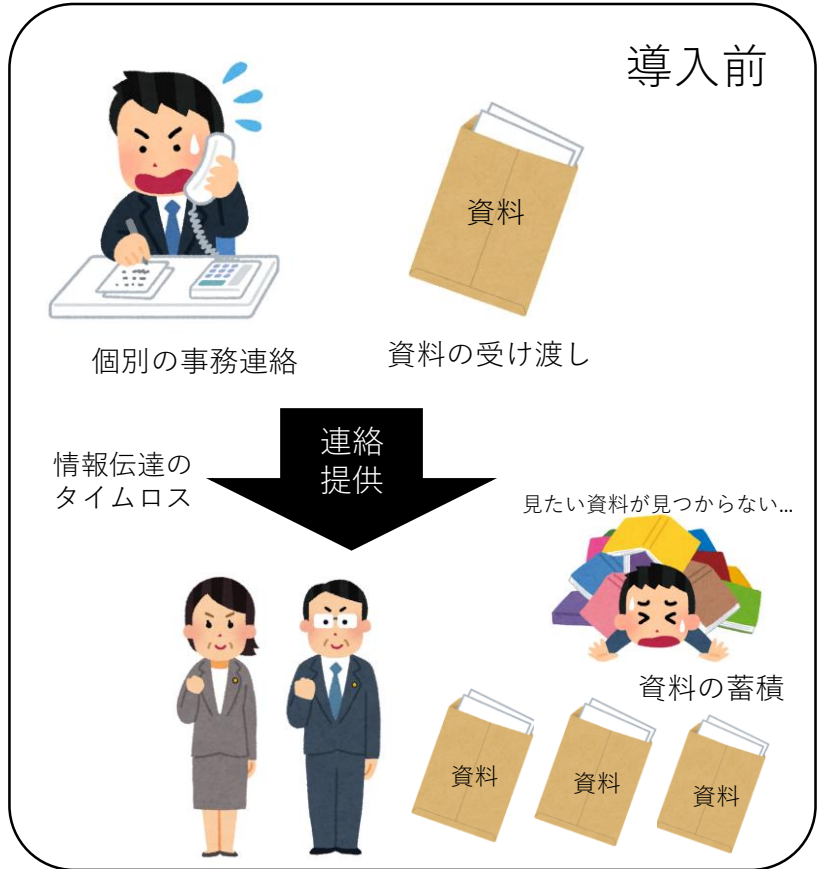 導入前
資料
個別の事務連絡
資料の受け渡し
連絡
提供
情報伝達の
タイムロス
見たい資料が見つからない…
資料の蓄積
資料
資料
資料